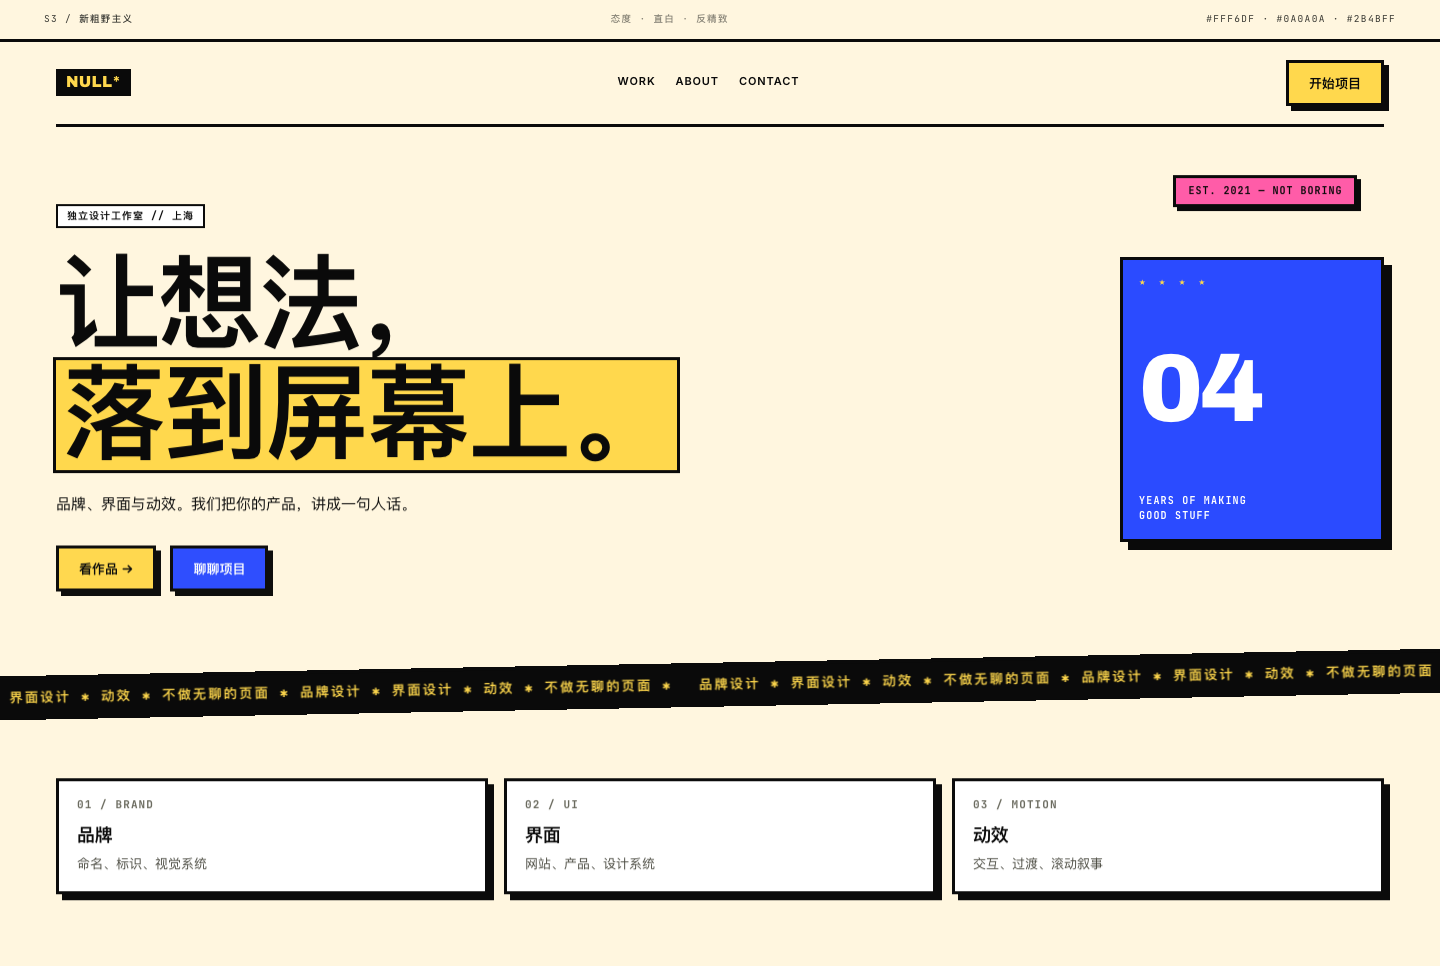 S3 / 新粗野主义
态度 · 直白 · 反精致
#FFF6DF · #0A0A0A · #2B4BFF
NULL*
WORK ABOUT CONTACT
开始项目
EST. 2021 — NOT BORING
独立设计工作室 // 上海
让想法，
落到屏幕上。
品牌、界面与动效。我们把你的产品，讲成一句人话。
看作品 →
聊聊项目
★ ★ ★ ★
04
YEARS OF MAKING
GOOD STUFF
界面设计 ✱ 动效 ✱ 不做无聊的页面 ✱ 品牌设计 ✱ 界面设计 ✱ 动效 ✱ 不做无聊的页面 ✱ 品牌设计 ✱ 界面设计 ✱ 动效 ✱ 不做无聊的页面 ✱ 品牌设计 ✱ 界面设计 ✱ 动效 ✱ 不做无聊的页面
01 / BRAND
品牌
命名、标识、视觉系统
02 / UI
界面
网站、产品、设计系统
03 / MOTION
动效
交互、过渡、滚动叙事